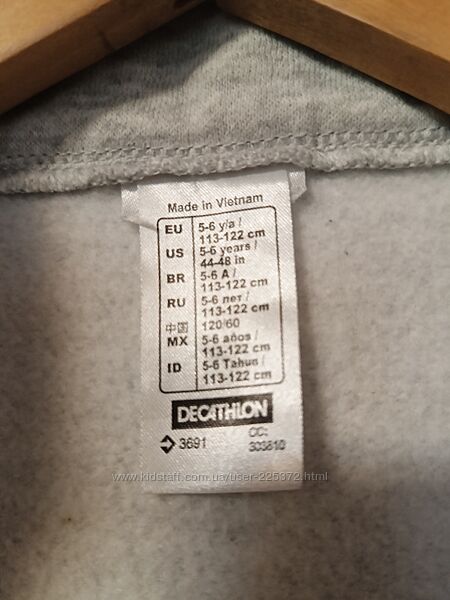 Made in Vietnam
EU 5-6 y/a /
113-122 cm
US 5-6 years /
44-48 in
BR 5-6 A /
113-122 cm
RU 5-6 лет /
113-122 cm
中国 120/60
MX 5-6 años /
113-122 cm
ID 5-6 Tahun /
113-122 cm
DECATHLON
3691 CC:
303810
www.kidstaff.com.ua/user-225372.html